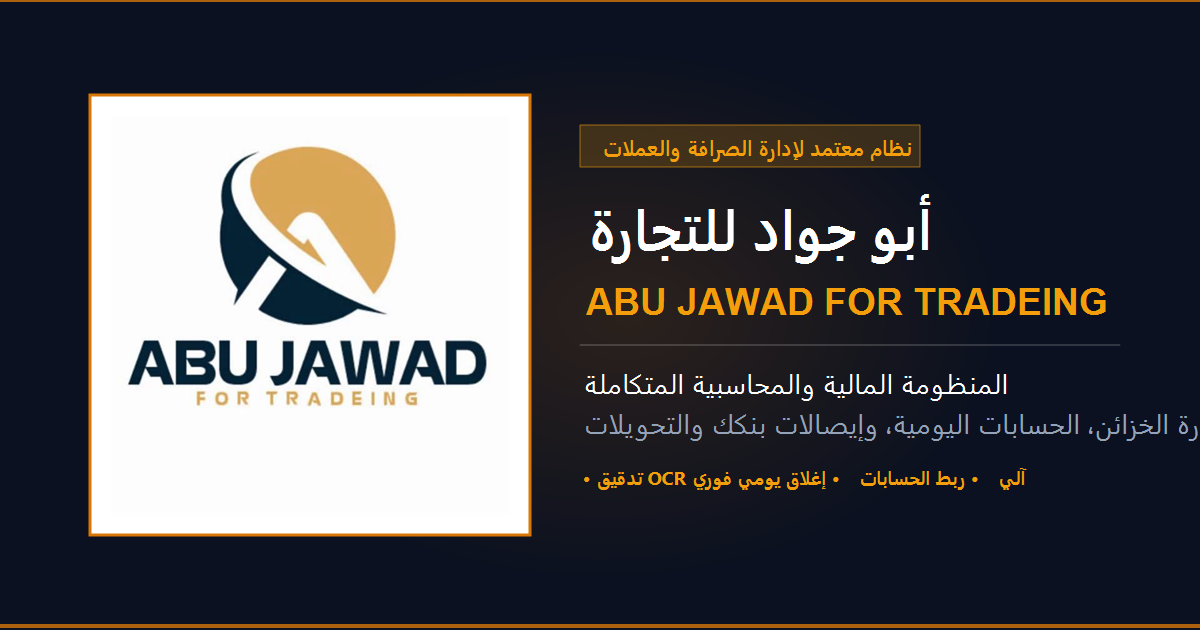 ABU JAWAD
FOR TRADEING
نظام معتمد لإدارة الصرافة والعملات
أبو جواد للتجارة
ABU JAWAD FOR TRADEING
المنظومة المالية والمحاسبية المتكاملة
الخزائن، الحسابات اليومية، وإيصالات بنكك والتحويلات
آلي • ربط الحسابات • إغلاق يومي فوري OCR تدقيق •